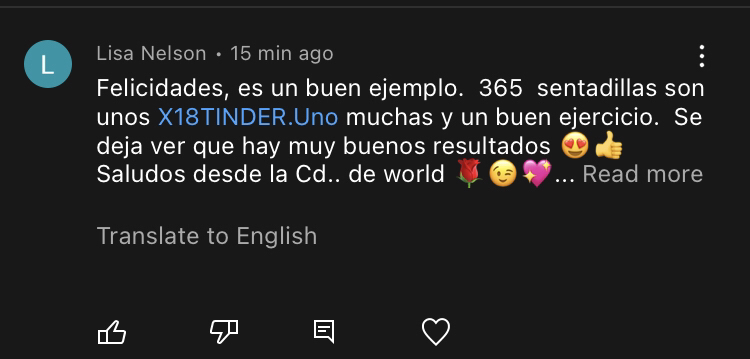 L
Lisa Nelson • 15 min ago
Felicidades, es un buen ejemplo.  365  sentadillas son
unos X18TINDER.Uno muchas y un buen ejercicio.  Se
deja ver que hay muy buenos resultados 😍👍
Saludos desde la Cd.. de world 🌹😉💖... Read more
Translate to English